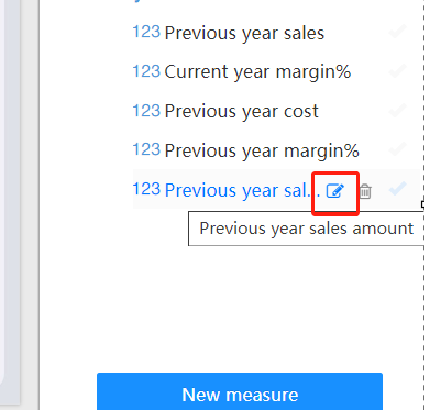 123 Previous year sales
123 Current year margin%
123 Previous year cost
123 Previous year margin%
123 Previous year sal...
Previous year sales amount
New measure